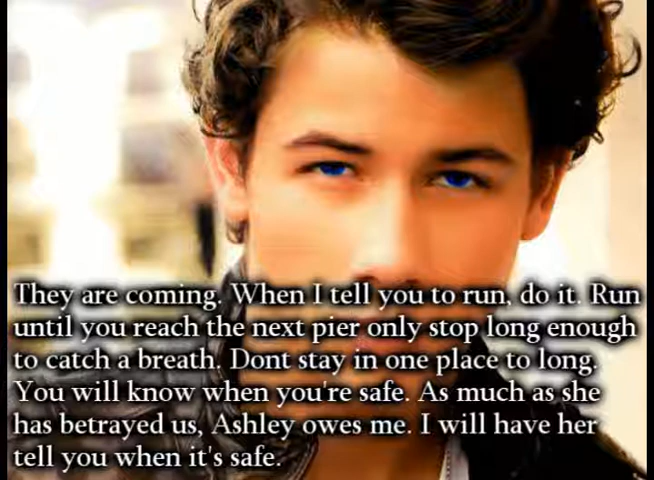 They are coming. When I tell you to run, do it. Run
until you reach the next pier only stop long enough
to catch a breath. Dont stay in one place to long.
You will know when you're safe. As much as she
has betrayed us, Ashley owes me. I will have her
tell you when it's safe.